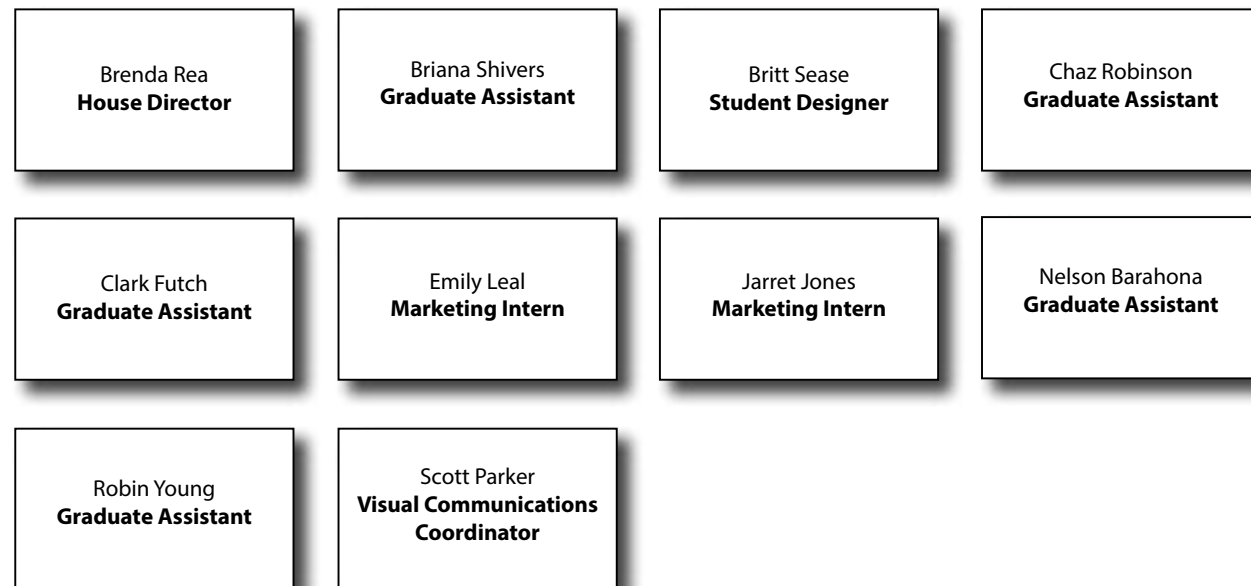 Brenda Rea
House Director
Briana Shivers
Graduate Assistant
Britt Sease
Student Designer
Chaz Robinson
Graduate Assistant
Clark Futch
Graduate Assistant
Emily Leal
Marketing Intern
Jarret Jones
Marketing Intern
Nelson Barahona
Graduate Assistant
Robin Young
Graduate Assistant
Scott Parker
Visual Communications
Coordinator